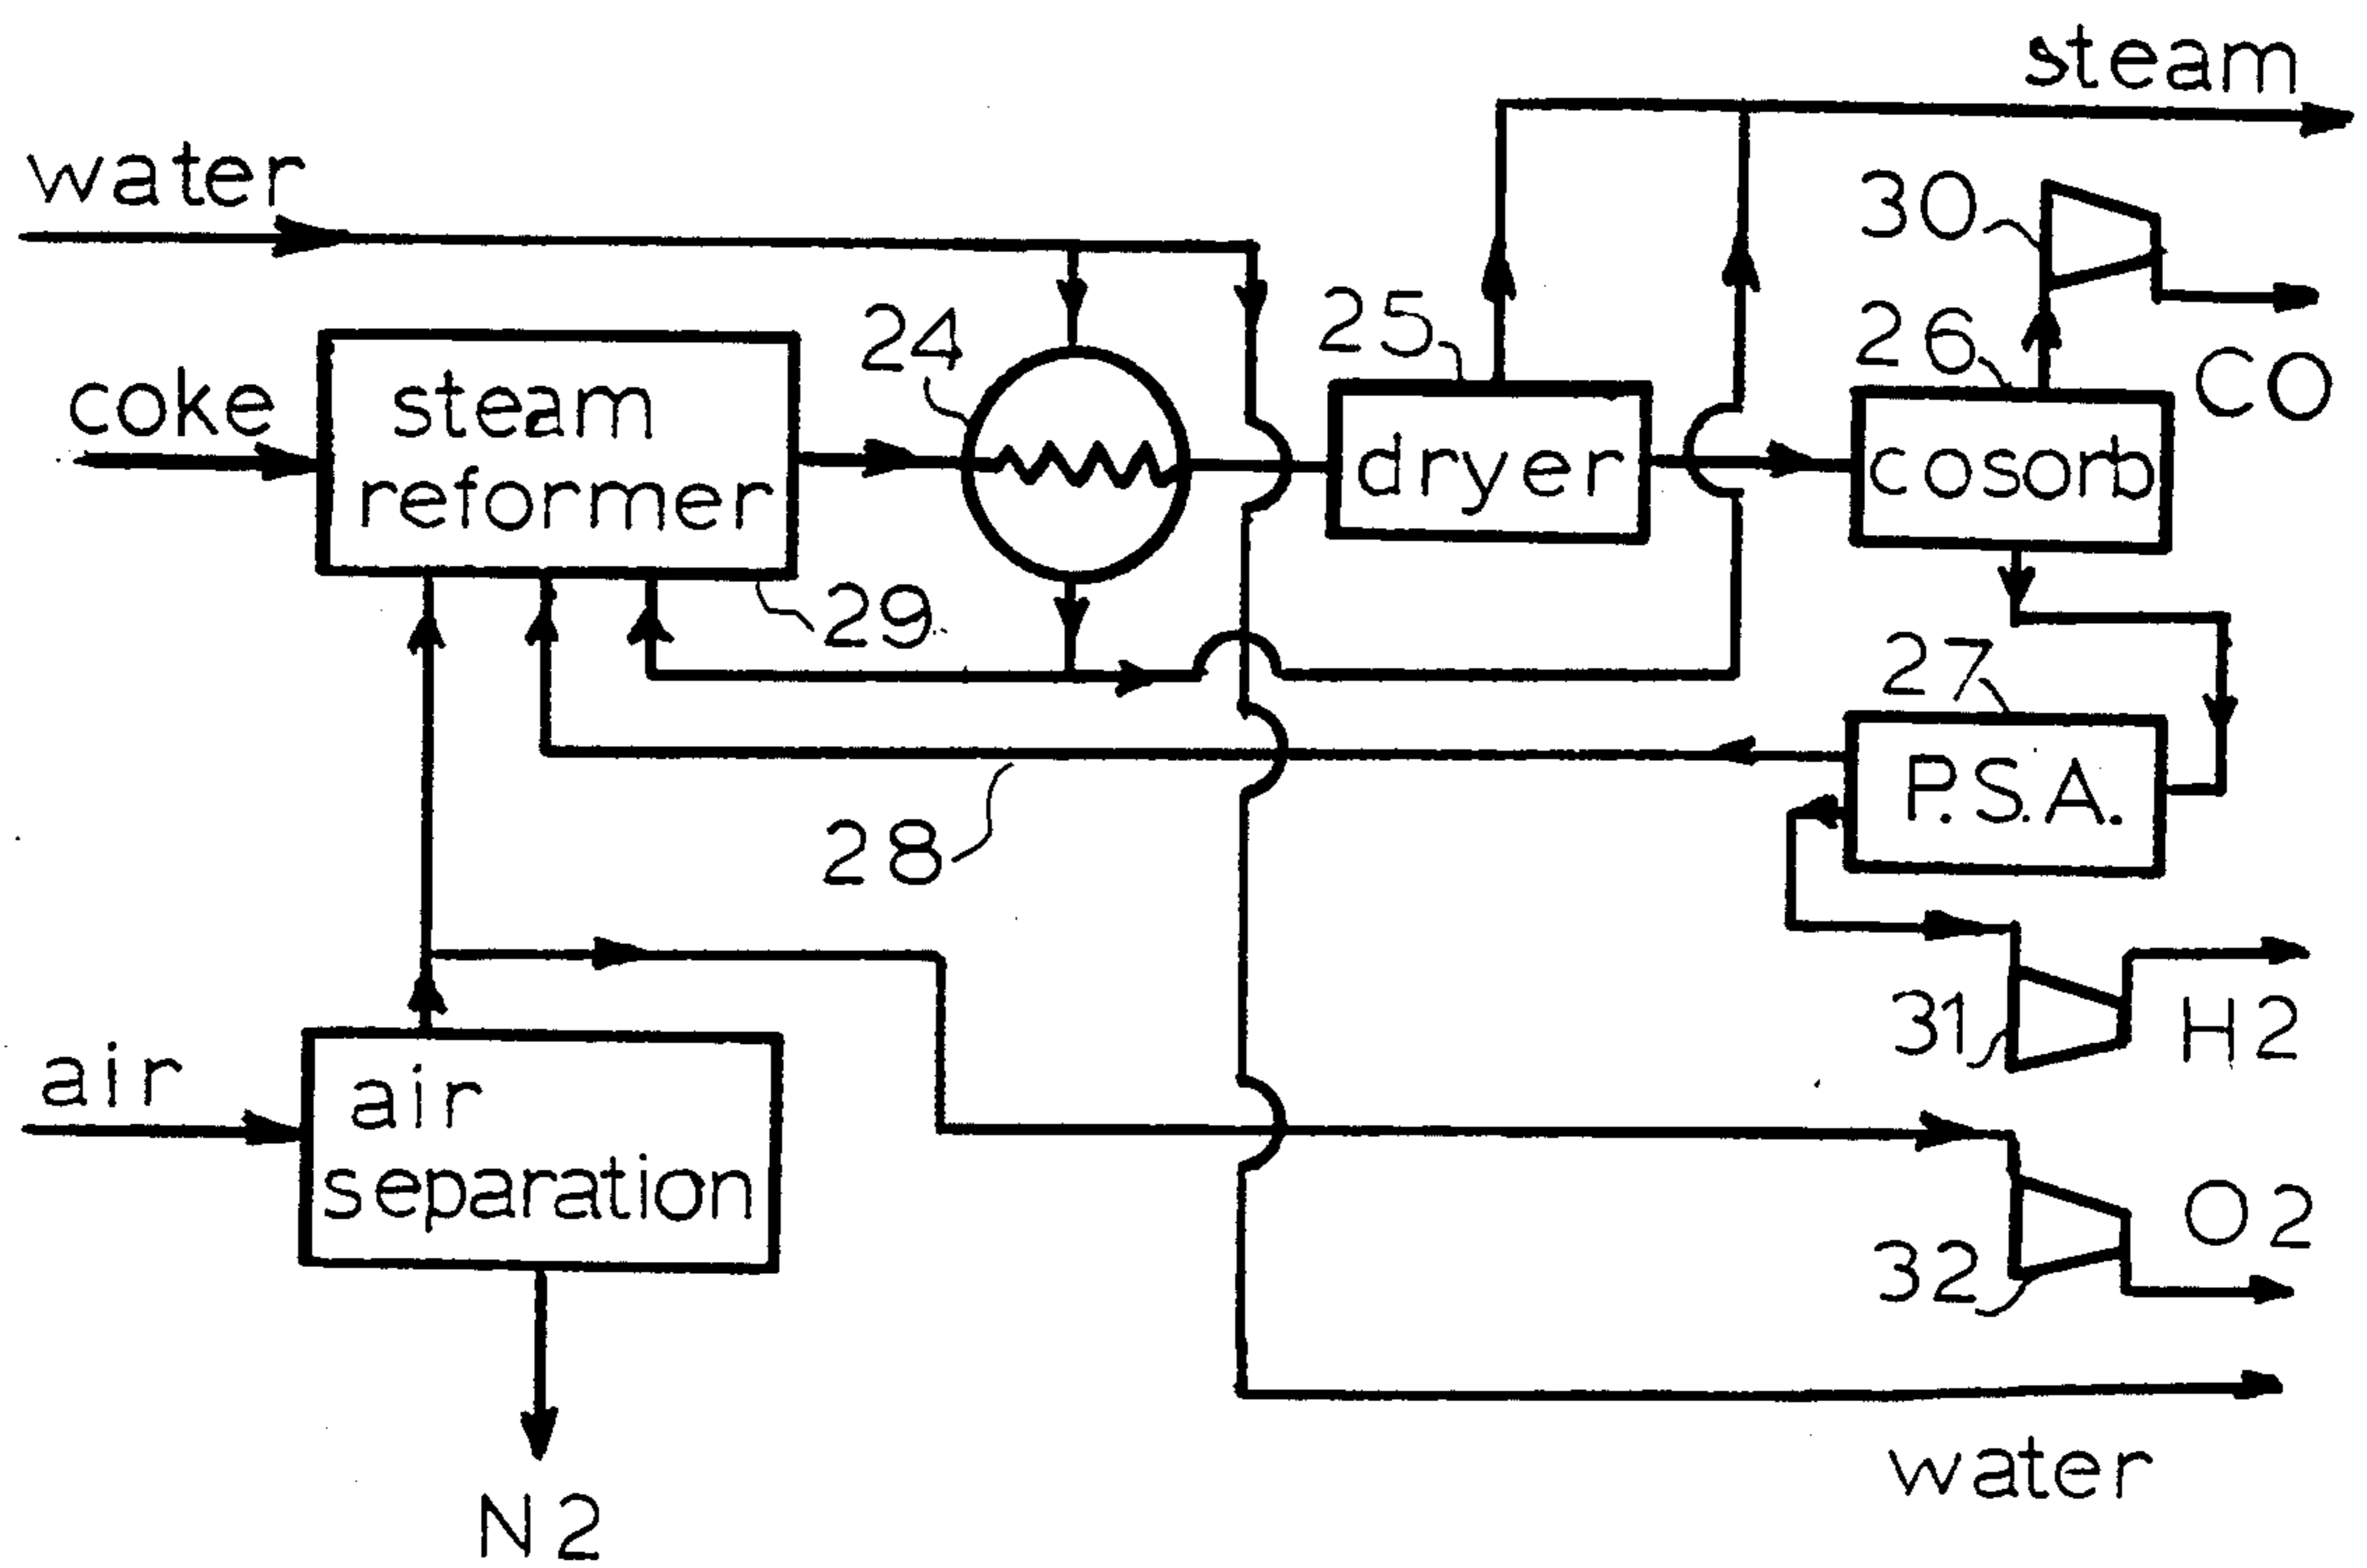 steam
water
30
24
25
26
CO
coke
steam
reformer
dryer
cosorb
29
27
P.S.A.
28
31
H2
air
air
separation
O2
32
water
N2